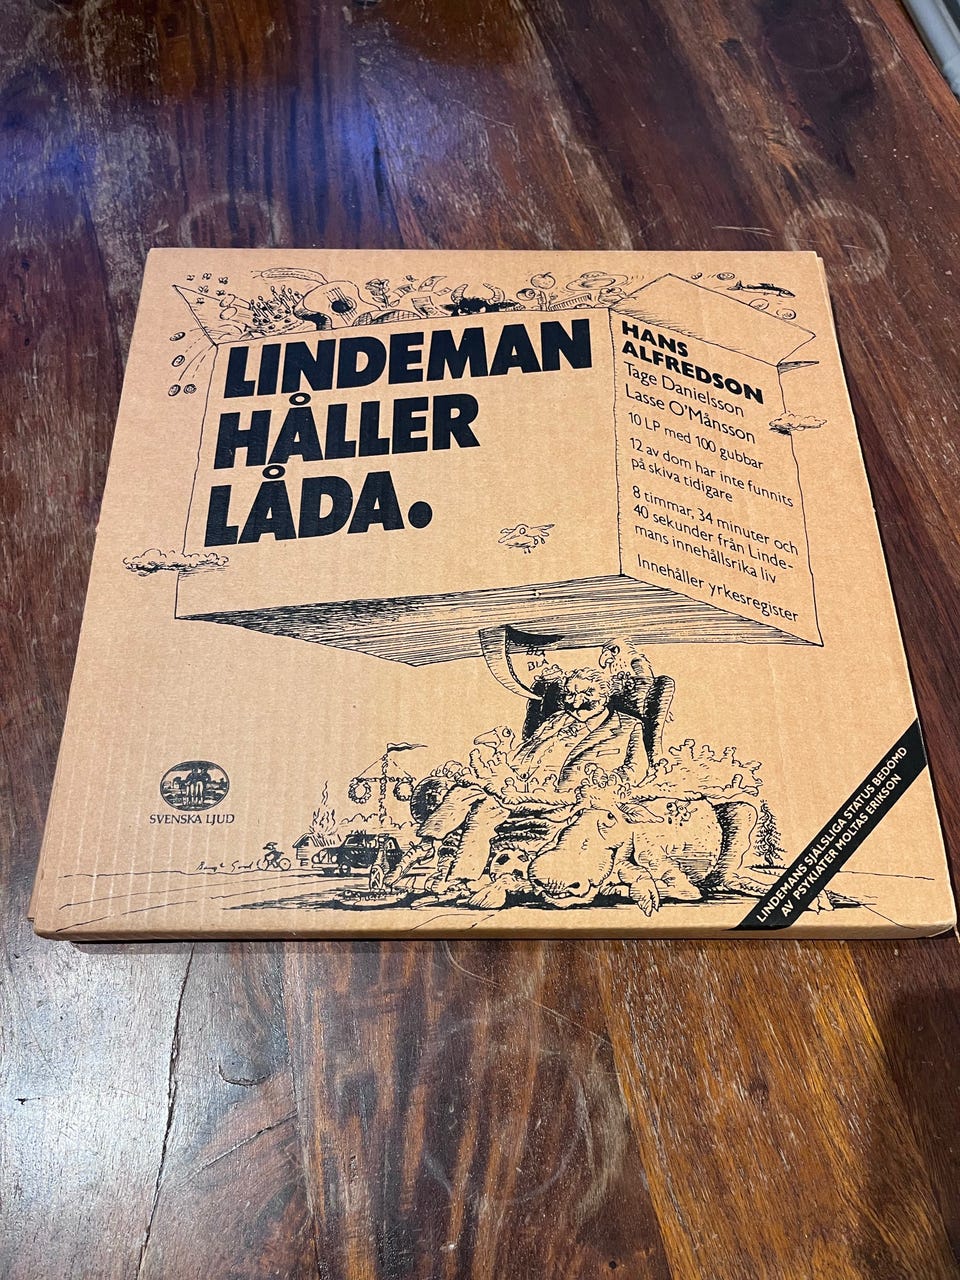 LINDEMAN
HÅLLER
LÅDA.
HANS
ALFREDSON
Tage Danielsson
Lasse O'Månsson
10 LP med 100 gubbar
12 av dom har inte funnits
på skiva tidigare
8 timmar, 34 minuter och
40 sekunder från Linde-
mans innehållsrika liv
Innehåller yrkesregister
BLA
BLA
SVENSKA LJUD
LINDEMANS SJÄLSLIGA STATUS BEDÖMD
AV PSYKIATER MOLTAS ERIKSON